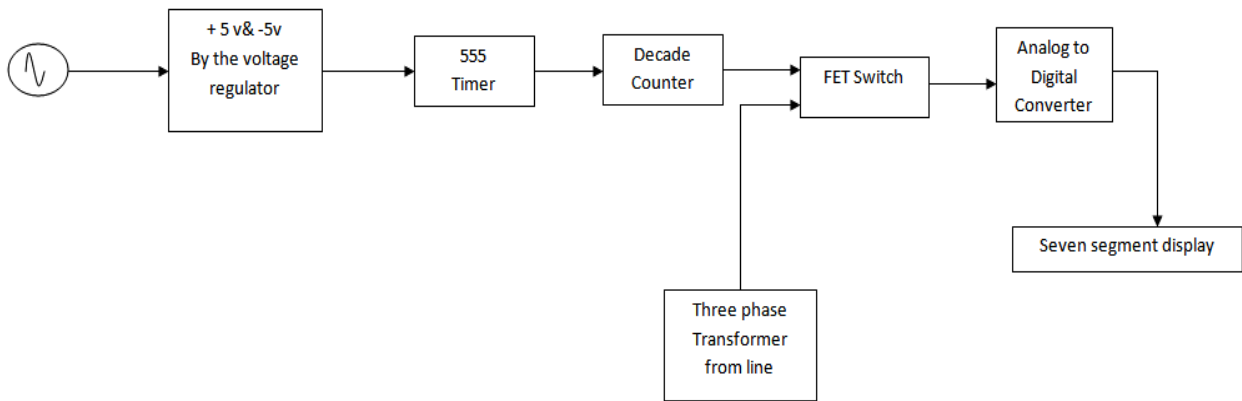 + 5 v& -5v
By the voltage
regulator
555
Timer
Decade
Counter
FET Switch
Analog to
Digital
Converter
Seven segment display
Three phase
Transformer
from line